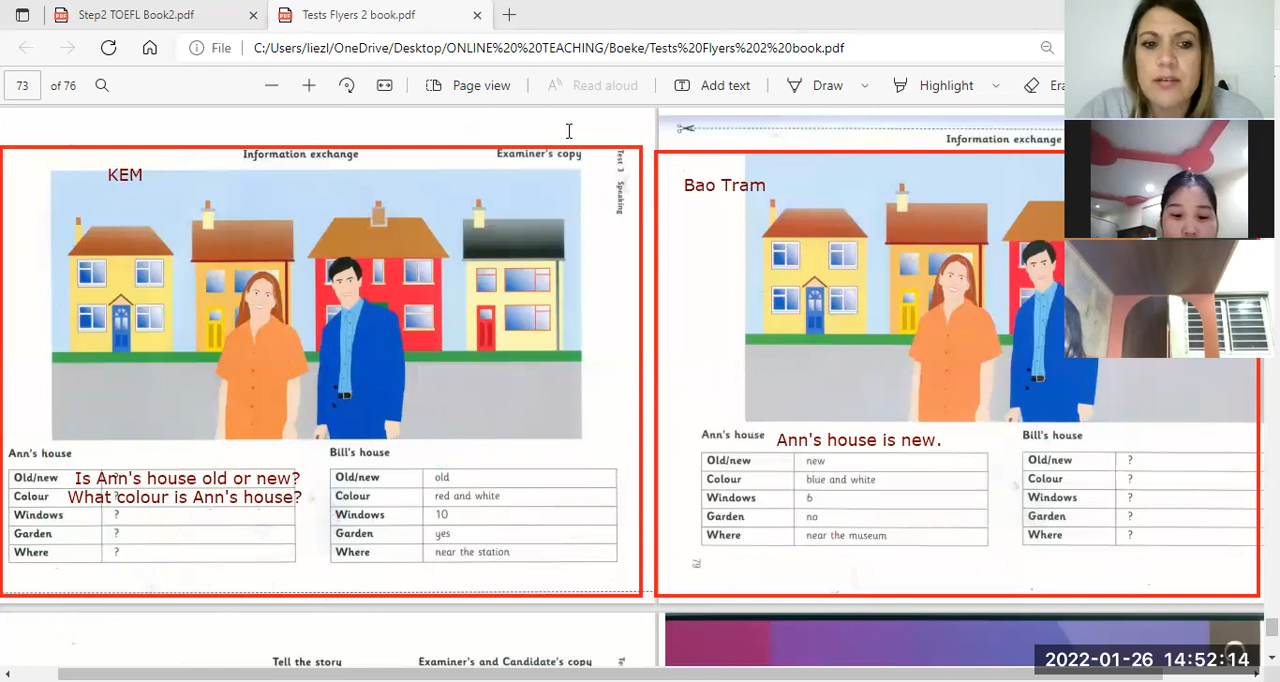 Step2 TOEFL Book2.pdf
Tests Flyers 2 book.pdf
File
C:/Users/liezl/OneDrive/Desktop/ONLINE%20%20TEACHING/Boeke/Tests%20Flyers%202%20book.pdf
73 of 76
Page view
Read aloud
Add text
Draw
Highlight
Era
Information exchange
Examiner's copy
Test 3 Speaking
KEM
Ann's house
Old/new ?
Is Ann's house old or new?
Colour ?
What colour is Ann's house?
Windows ?
Garden ?
Where ?
Bill's house
Old/new old
Colour red and white
Windows 10
Garden yes
Where near the station
Information exchange
Bao Tram
Ann's house
Ann's house is new.
Old/new new
Colour blue and white
Windows 6
Garden no
Where near the museum
Bill's house
Old/new ?
Colour ?
Windows ?
Garden ?
Where ?
79
Tell the story
Examiner's and Candidate's copy
2022-01-26 14:52:14